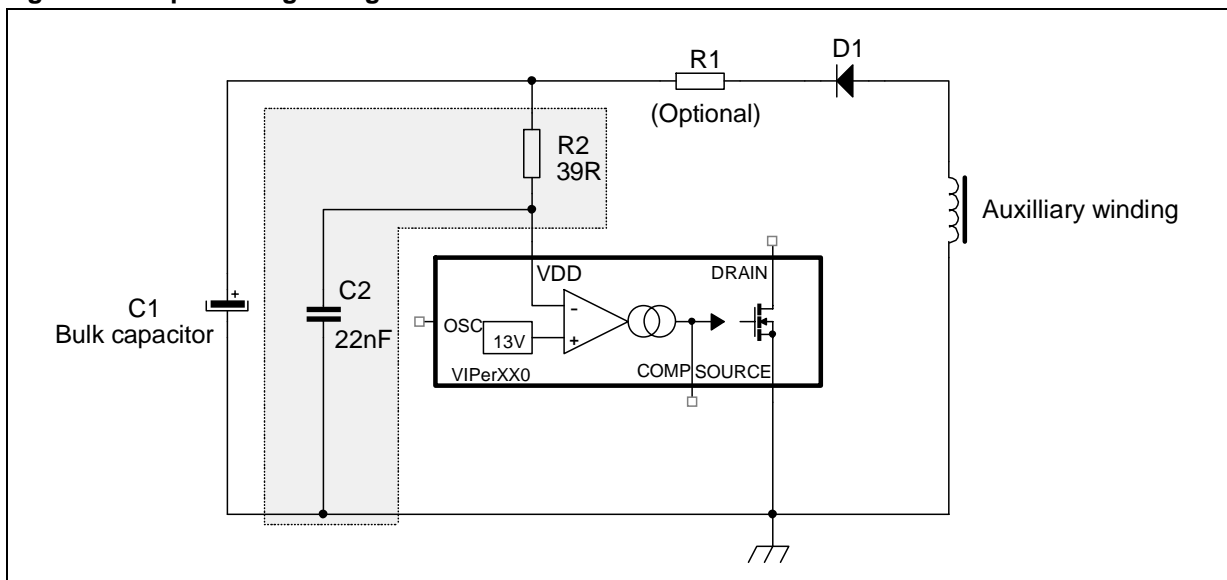 D1
R1
(Optional)
R2
39R
Auxilliary winding
VDD
DRAIN
C1
Bulk capacitor
+
C2
22nF
OSC
13V
-
+
COMP
SOURCE
VIPerXX0